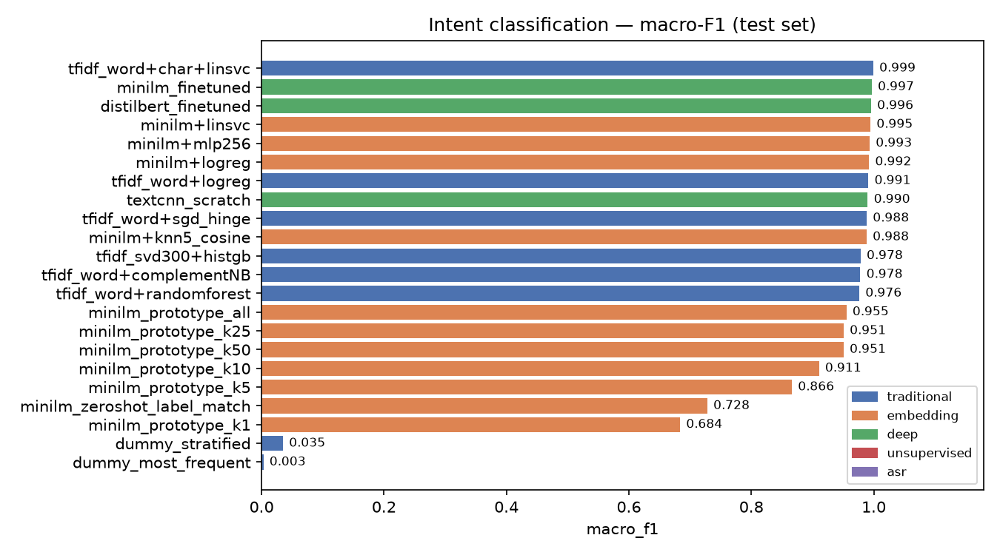 Intent classification — macro-F1 (test set)
tfidf_word+char+linsvc 0.999
minilm_finetuned 0.997
distilbert_finetuned 0.996
minilm+linsvc 0.995
minilm+mlp256 0.993
minilm+logreg 0.992
tfidf_word+logreg 0.991
textcnn_scratch 0.990
tfidf_word+sgd_hinge 0.988
minilm+knn5_cosine 0.988
tfidf_svd300+histgb 0.978
tfidf_word+complementNB 0.978
tfidf_word+randomforest 0.976
minilm_prototype_all 0.955
minilm_prototype_k25 0.951
minilm_prototype_k50 0.951
minilm_prototype_k10 0.911
minilm_prototype_k5 0.866
minilm_zeroshot_label_match 0.728
minilm_prototype_k1 0.684
dummy_stratified 0.035
dummy_most_frequent 0.003
traditional
embedding
deep
unsupervised
asr
0.0 0.2 0.4 0.6 0.8 1.0
macro_f1